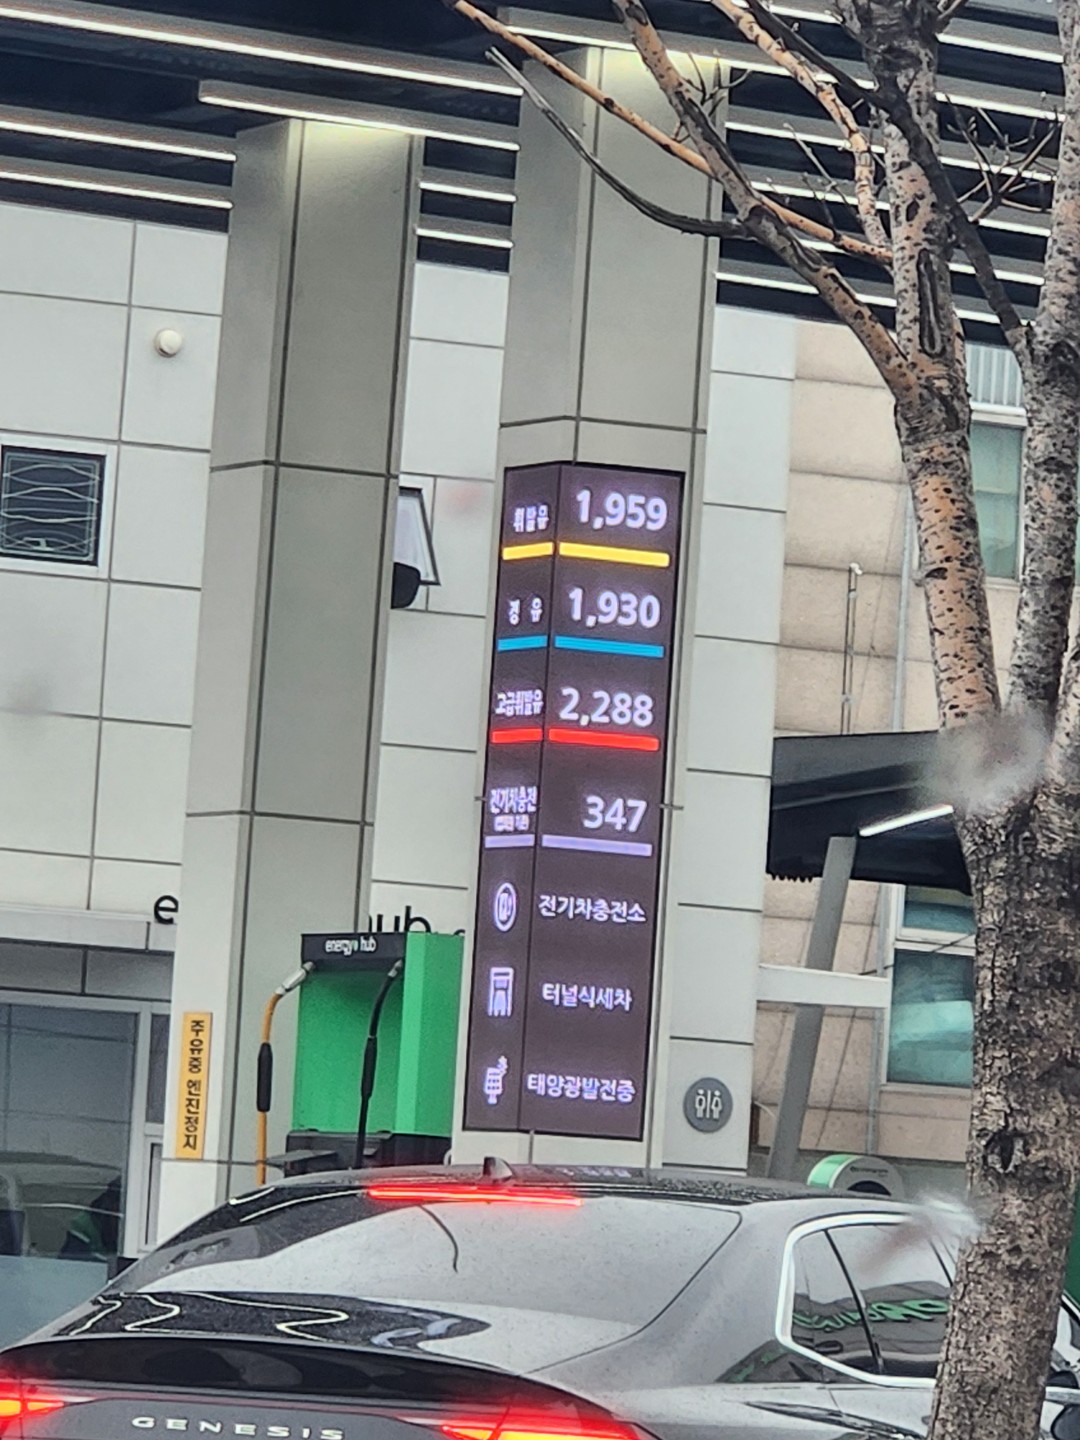 휘발유 1,959
경 유 1,930
고급휘발유 2,288
전기차충전 347
전기차충전소
터널식세차
태양광발전중
e
hub
energy hub
주유중 엔진정지
GENESIS